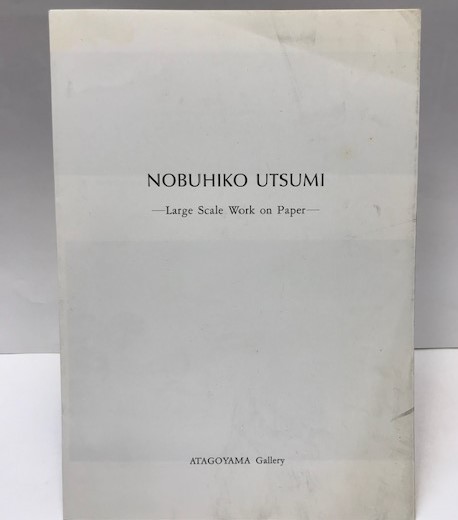 NOBUHIKO UTSUMI
—Large Scale Work on Paper—
ATAGOYAMA Gallery